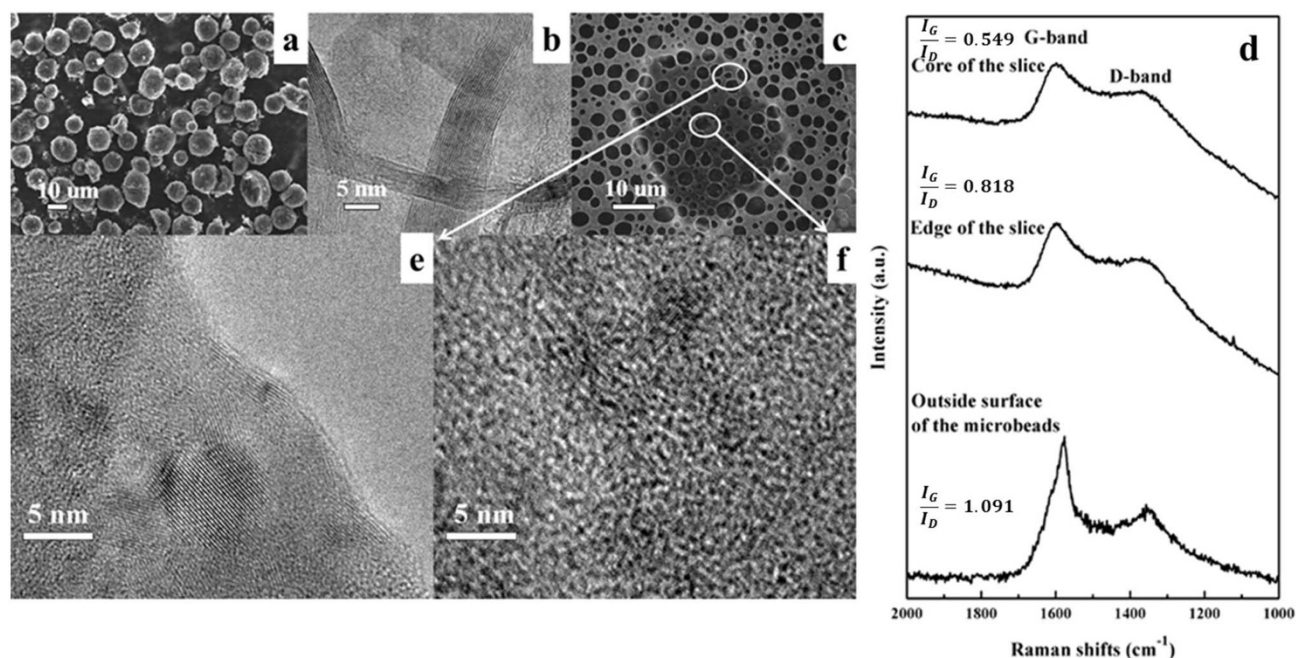 a
10 um
b
5 nm
c
10 μm
e
5 nm
f
5 nm
d
I_G
I_D = 0.549
G-band
Core of the slice
D-band
I_G
I_D = 0.818
Edge of the slice
Outside surface
of the microbeads
I_G
I_D = 1.091
Intensity (a.u.)
2000 1800 1600 1400 1200 1000
Raman shifts (cm⁻¹)